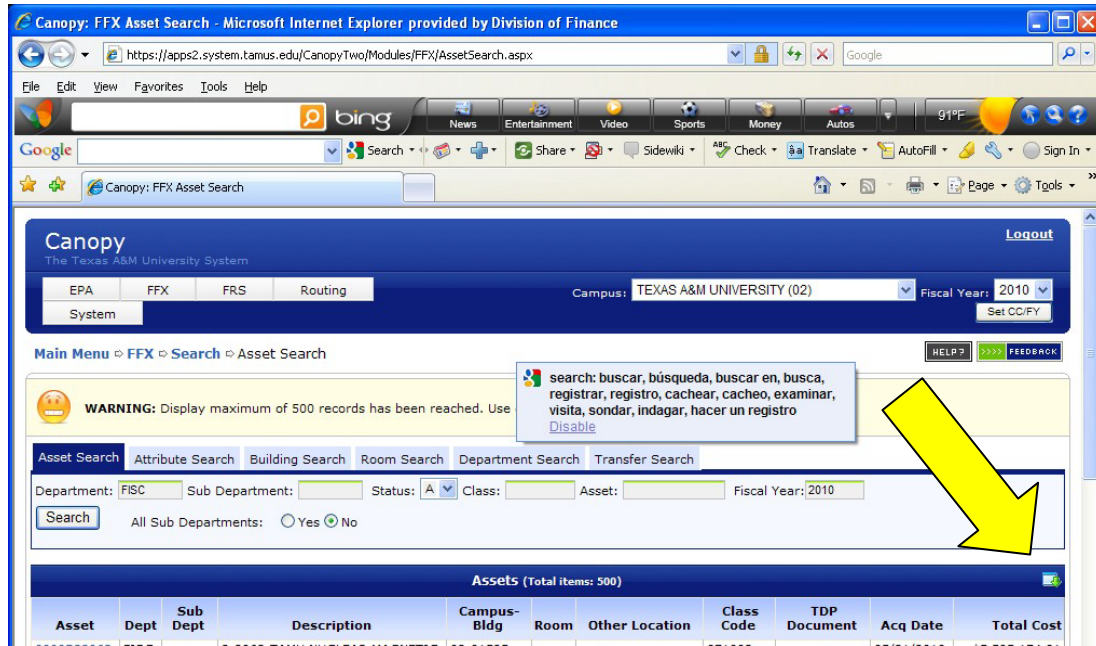 Canopy: FFX Asset Search - Microsoft Internet Explorer provided by Division of Finance
https://apps2.system.tamus.edu/CanopyTwo/Modules/FFX/AssetSearch.aspx Google
File Edit View Favorites Tools Help
bing News Entertainment Video Sports Money Autos 91°F
Google Search Share Sidewiki ABC Check Translate AutoFill Sign In
Canopy: FFX Asset Search Page Tools
Canopy Logout
The Texas A&M University System
EPA FFX FRS Routing Campus: TEXAS A&M UNIVERSITY (02) Fiscal Year: 2010
System Set CC/FY
Main Menu ⇨ FFX ⇨ Search ⇨ Asset Search HELP? >>>> FEEDBACK
search: buscar, búsqueda, buscar en, busca,
registrar, registro, cachear, cacheo, examinar,
visita, sondar, indagar, hacer un registro
Disable
WARNING: Display maximum of 500 records has been reached. Use
Asset Search Attribute Search Building Search Room Search Department Search Transfer Search
Department: FISC Sub Department: Status: A Class: Asset: Fiscal Year: 2010
Search All Sub Departments: Yes No
Assets (Total items: 500)
Asset Dept Sub Dept Description Campus-Bldg Room Other Location Class Code TDP Document Acq Date Total Cost